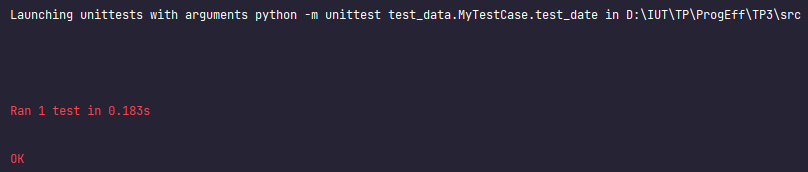 Launching unittests with arguments python -m unittest test_data.MyTestCase.test_date in D:\IUT\TP\ProgEff\TP3\src
Ran 1 test in 0.183s
OK